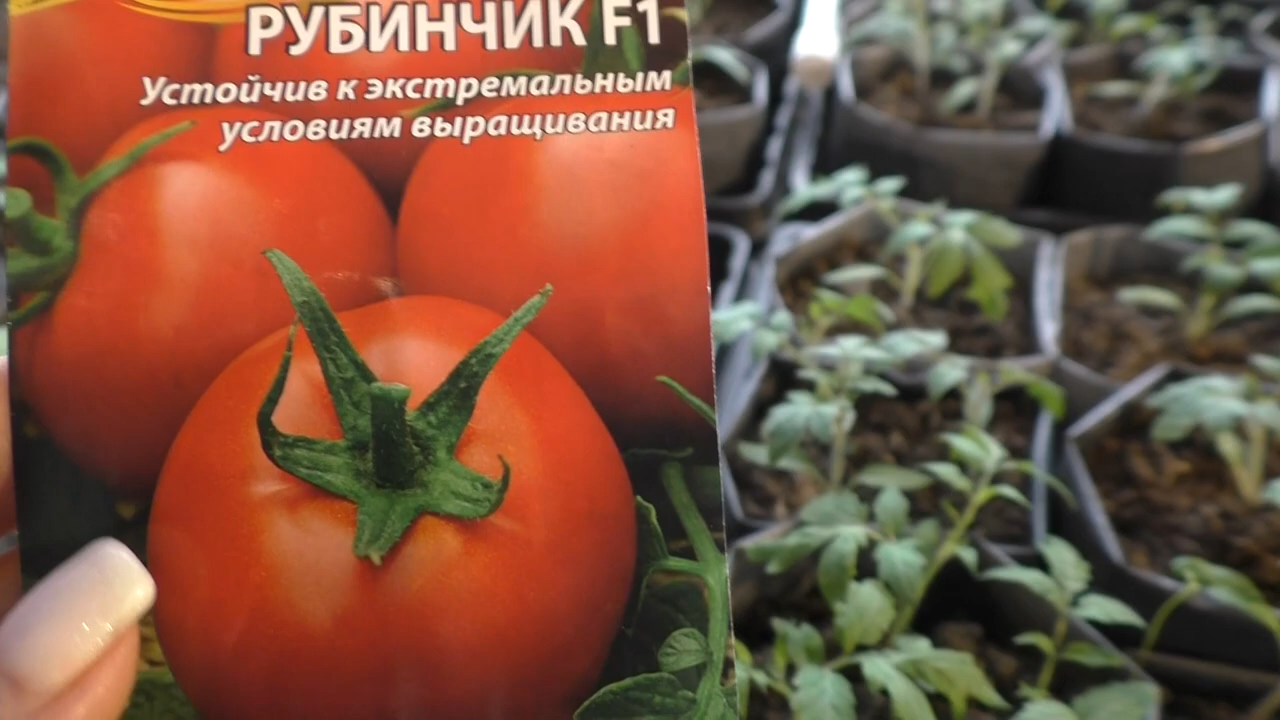 РУБИНЧИК F1
Устойчив к экстремальным
условиям выращивания